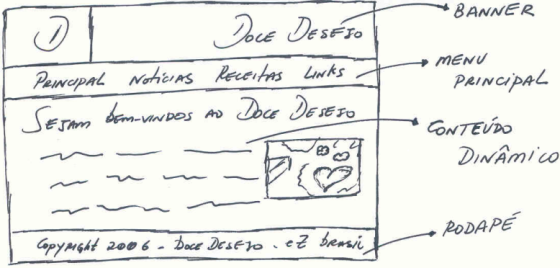 D
DOCE DESEJO
PRINCIPAL NOTÍCIAS RECEITAS LINKS
SEJAM BEM-VINDOS AO DOCE DESEJO
Copyright 2006 - DOCE DESEJO . eZ brasil
BANNER
MENU
PRINCIPAL
CONTEÚDO
DINÂMICO
RODAPÉ